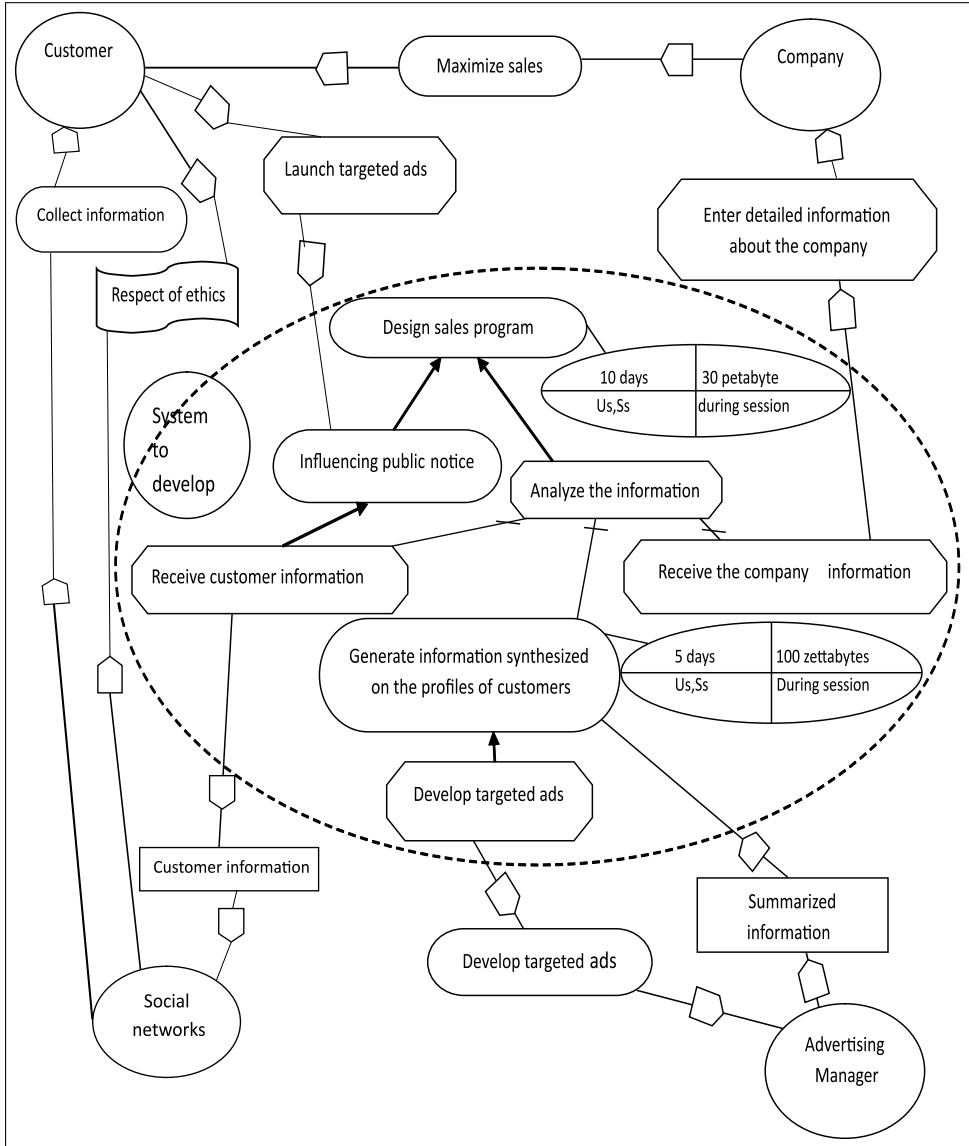 Customer
Maximize sales
Company
Launch targeted ads
Collect information
Enter detailed information
about the company
Respect of ethics
Design sales program
10 days
30 petabyte
Us,Ss
during session
System
to
develop
Influencing public notice
Analyze the information
Receive customer information
Receive the company information
Generate information synthesized
on the profiles of customers
5 days
100 zettabytes
Us,Ss
During session
Develop targeted ads
Customer information
Summarized
information
Develop targeted ads
Social
networks
Advertising
Manager